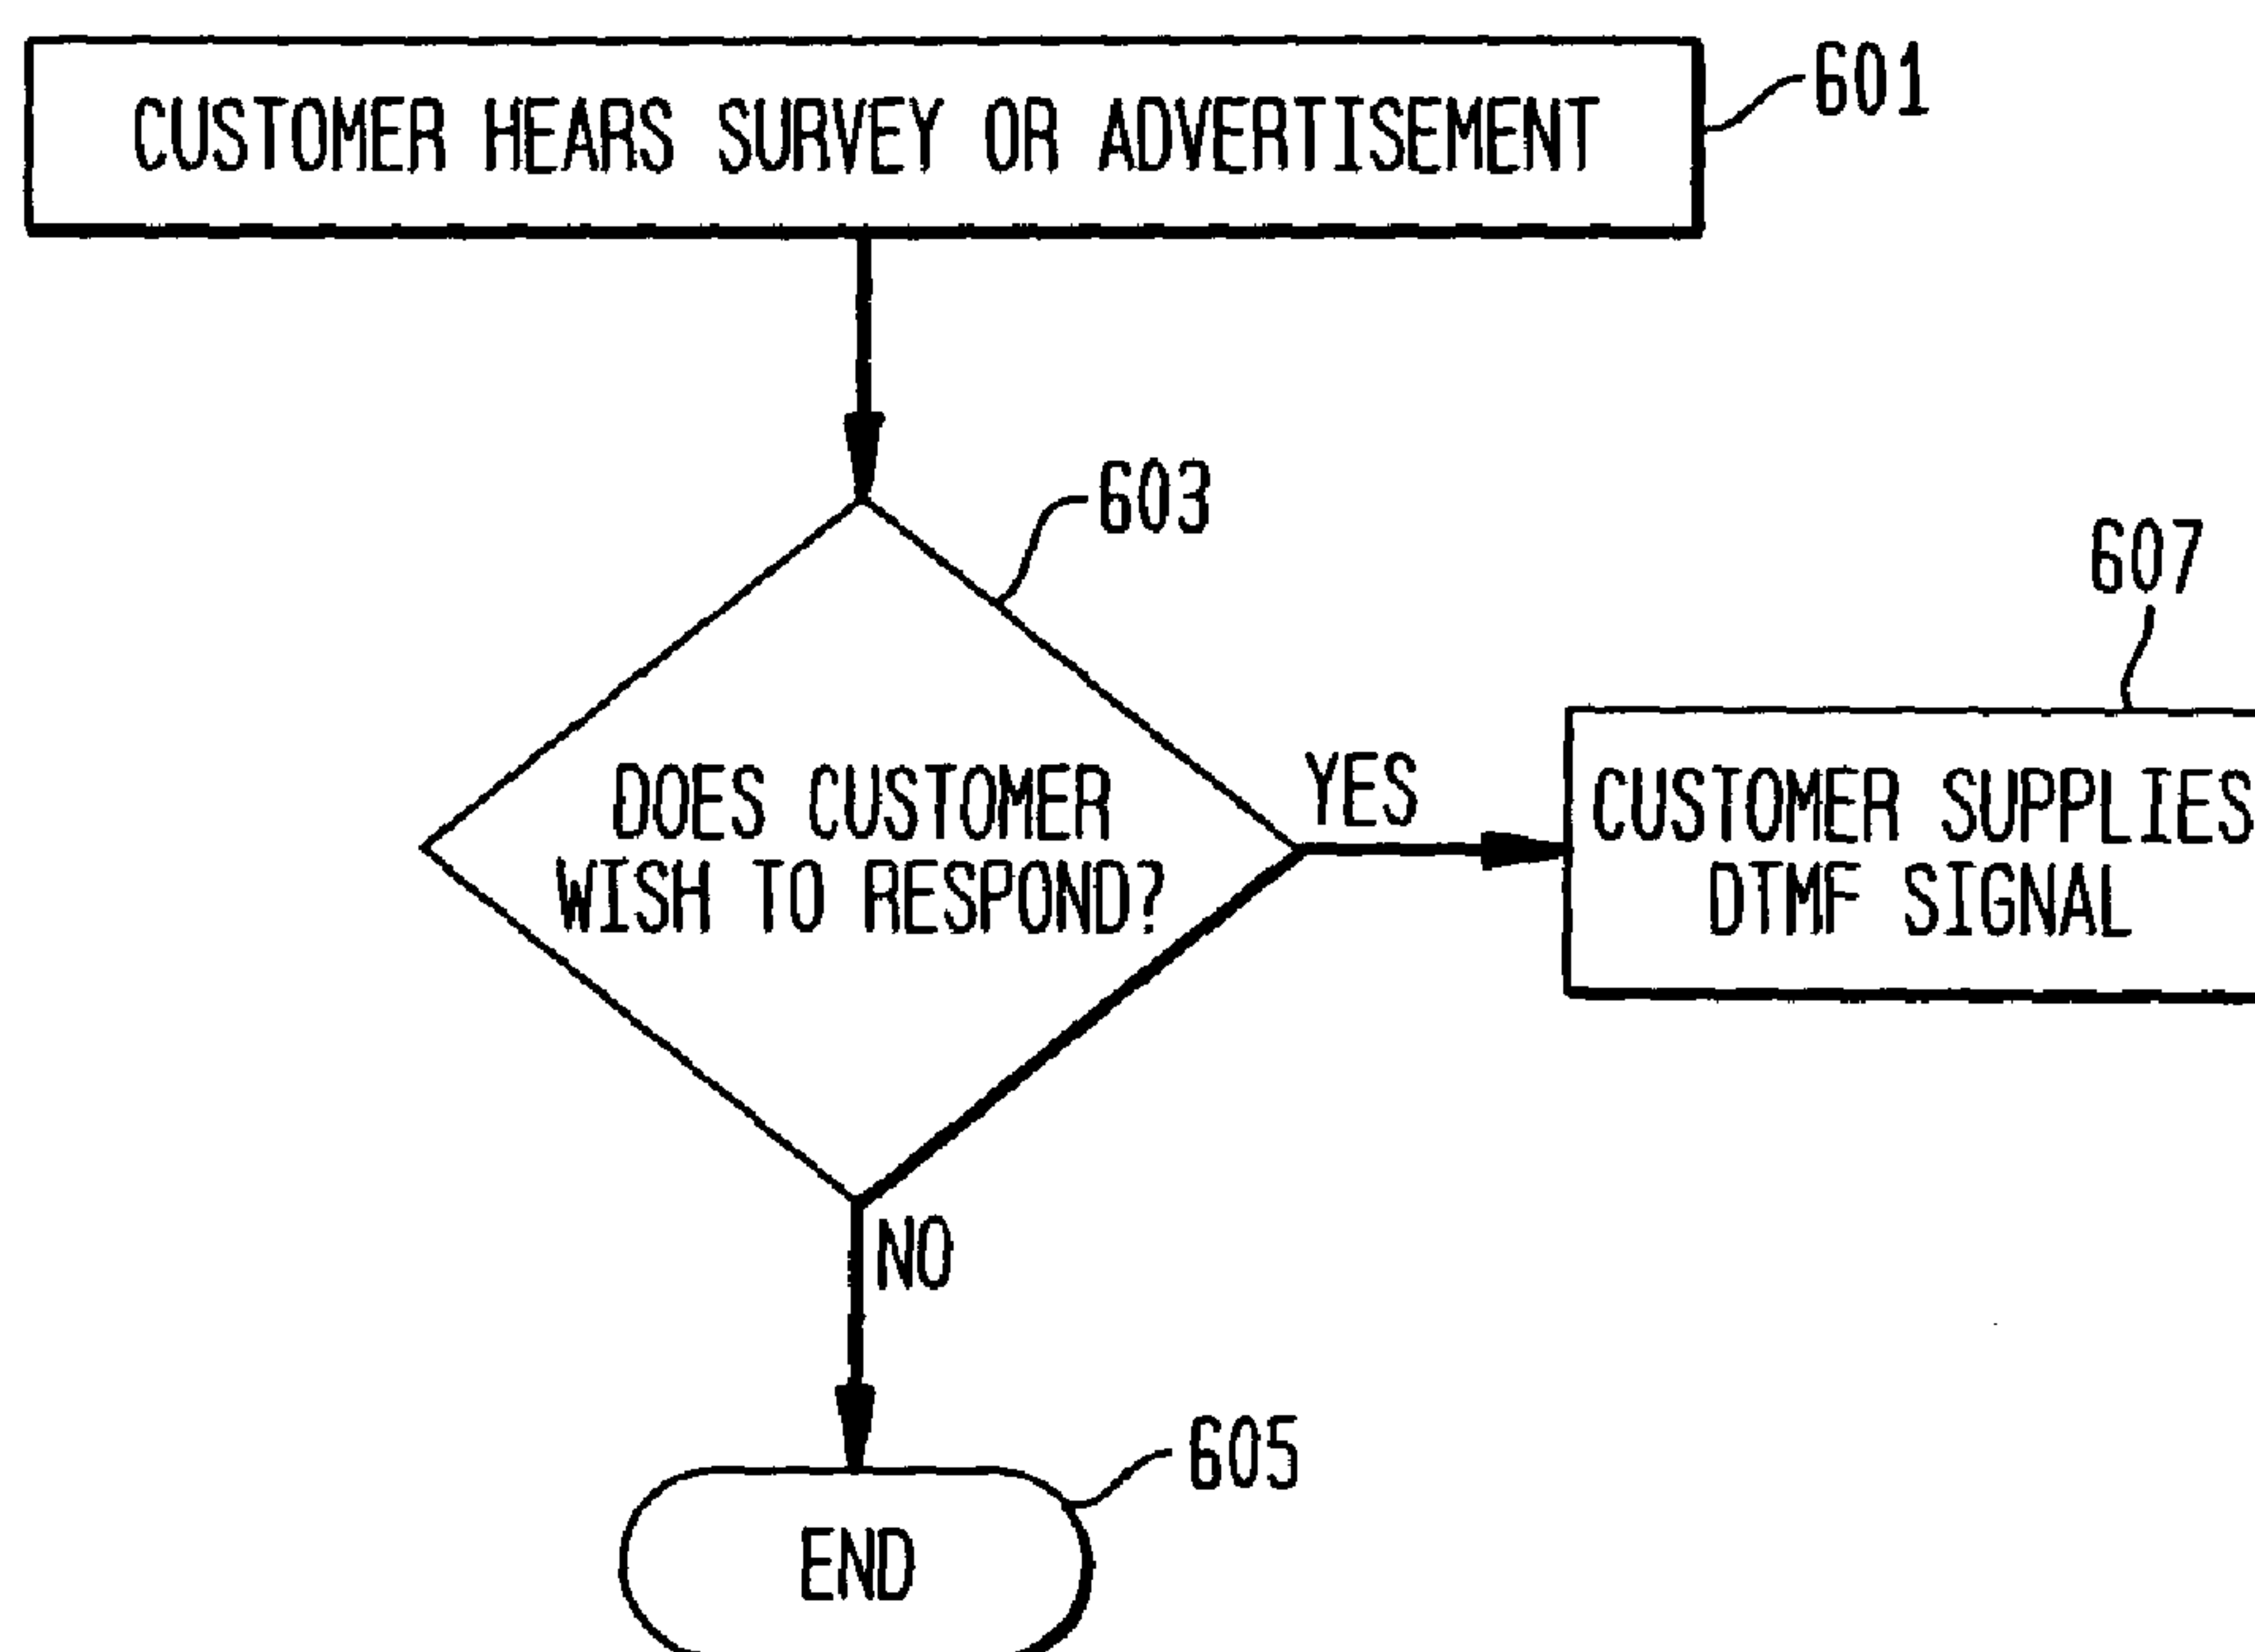 CUSTOMER HEARS SURVEY OR ADVERTISEMENT
601
603
607
DOES CUSTOMER
WISH TO RESPOND?
YES
CUSTOMER SUPPLIES
DTMF SIGNAL
NO
605
END